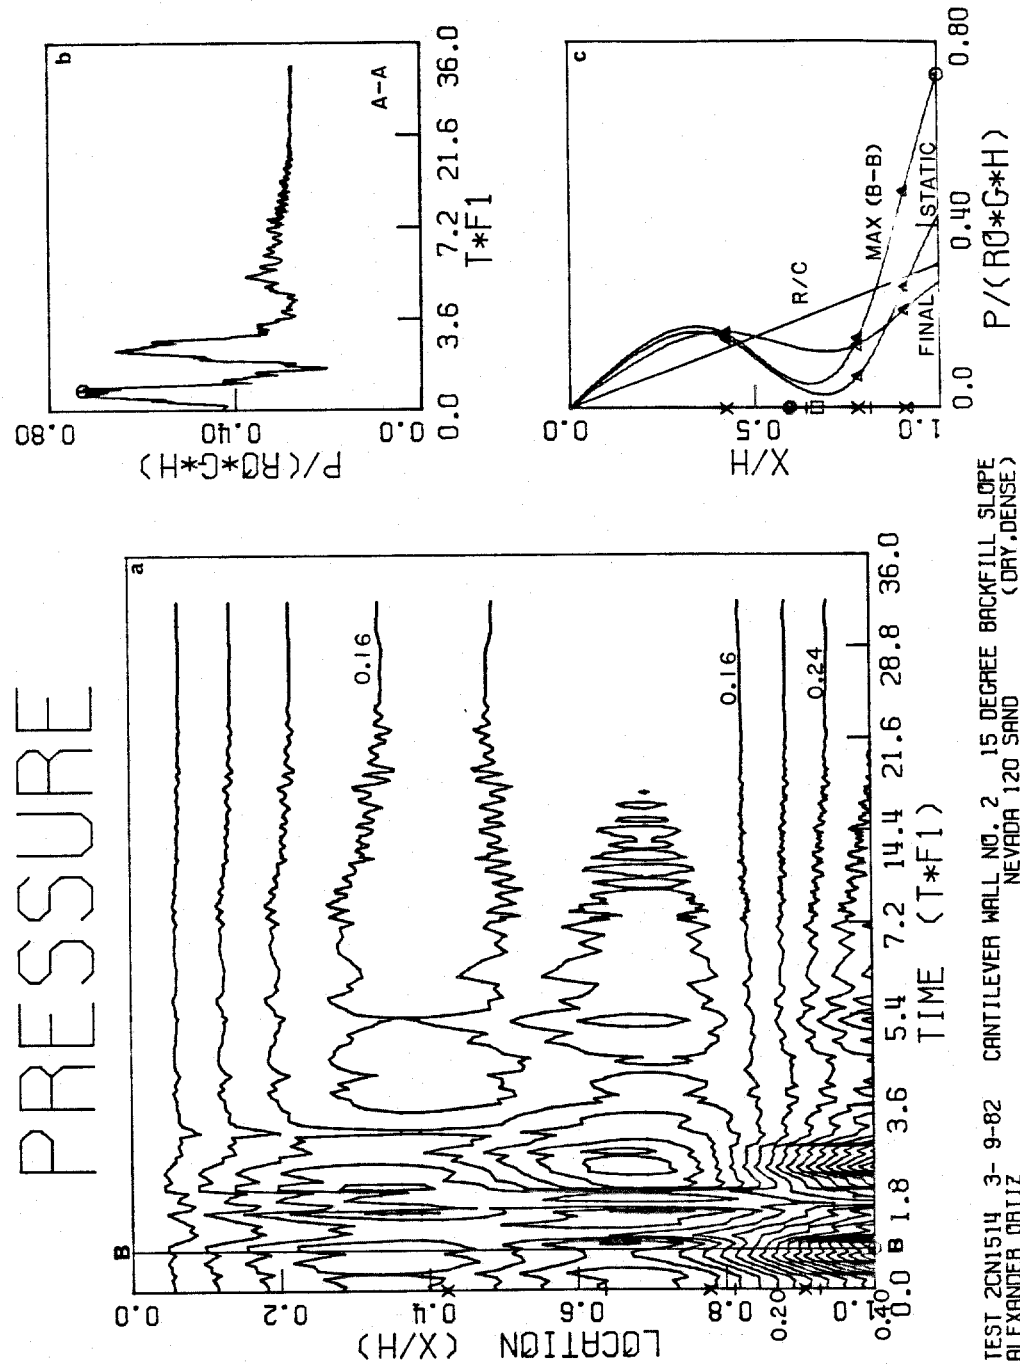 PRESSURE
a
0.0
0.2
0.4
0.6
0.8
1.0
LOCATION (X/H)
B
B
0.16
0.16
0.24
0.20
0.40
0.0 1.8 3.6 5.4 7.2 14.4 21.6 28.8 36.0
TIME (T*F1)
b
0.80
0.40
0.0
P/(RO*G*H)
A-A
0.0 3.6 7.2 21.6 36.0
T*F1
c
0.0
0.5
1.0
X/H
R/C
MAX (B-B)
FINAL
STATIC
0.0 0.40 0.80
P/(RO*G*H)
TEST 2CN1514 3- 9-82 CANTILEVER WALL NO. 2 15 DEGREE BACKFILL SLOPE
ALEXANDER ORTIZ NEVADA 120 SAND (DRY,DENSE)